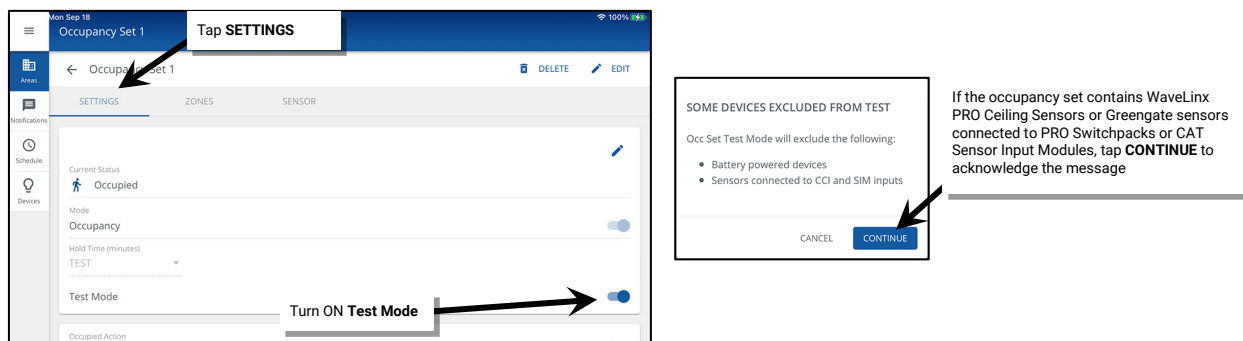 Mon Sep 18
100%
Occupancy Set 1
Tap SETTINGS
Areas
Notifications
Schedule
Devices
Occupancy Set 1
DELETE
EDIT
SETTINGS
ZONES
SENSOR
Current Status
Occupied
Mode
Occupancy
Hold Time (minutes)
TEST
Test Mode
Turn ON Test Mode
Occupied Action
SOME DEVICES EXCLUDED FROM TEST
Occ Set Test Mode will exclude the following:
• Battery powered devices
• Sensors connected to CCI and SIM inputs
CANCEL
CONTINUE
If the occupancy set contains WaveLinx
PRO Ceiling Sensors or Greengate sensors
connected to PRO Switchpacks or CAT
Sensor Input Modules, tap CONTINUE to
acknowledge the message